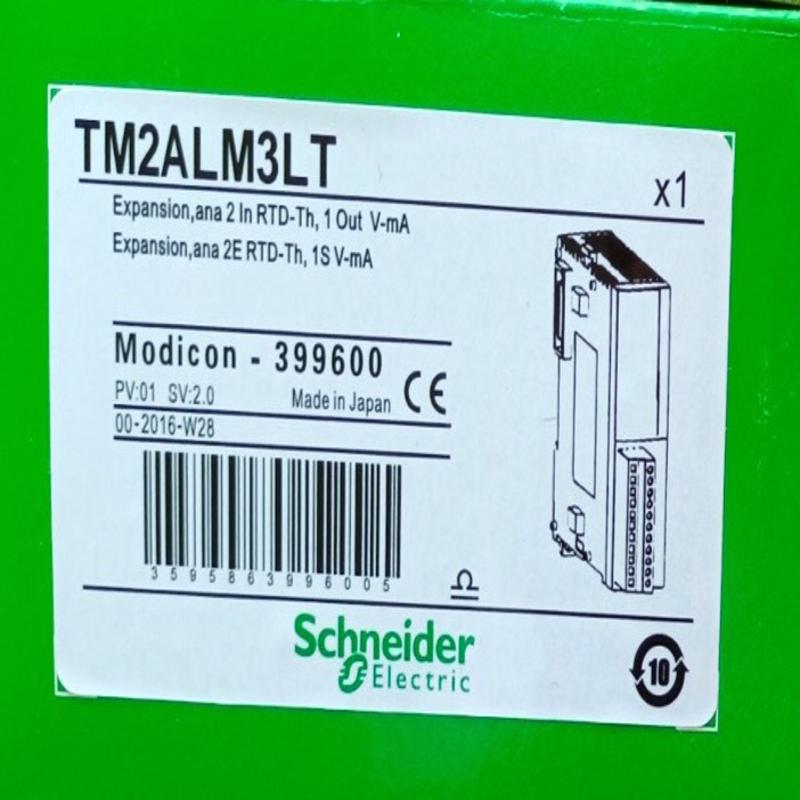 TM2ALM3LT
x1
Expansion,ana 2 In RTD-Th, 1 Out V-mA
Expansion,ana 2E RTD-Th, 1S V-mA
Modicon - 399600
PV:01 SV:2.0 Made in Japan CE
00-2016-W28
3595863996005
Schneider
Electric
10